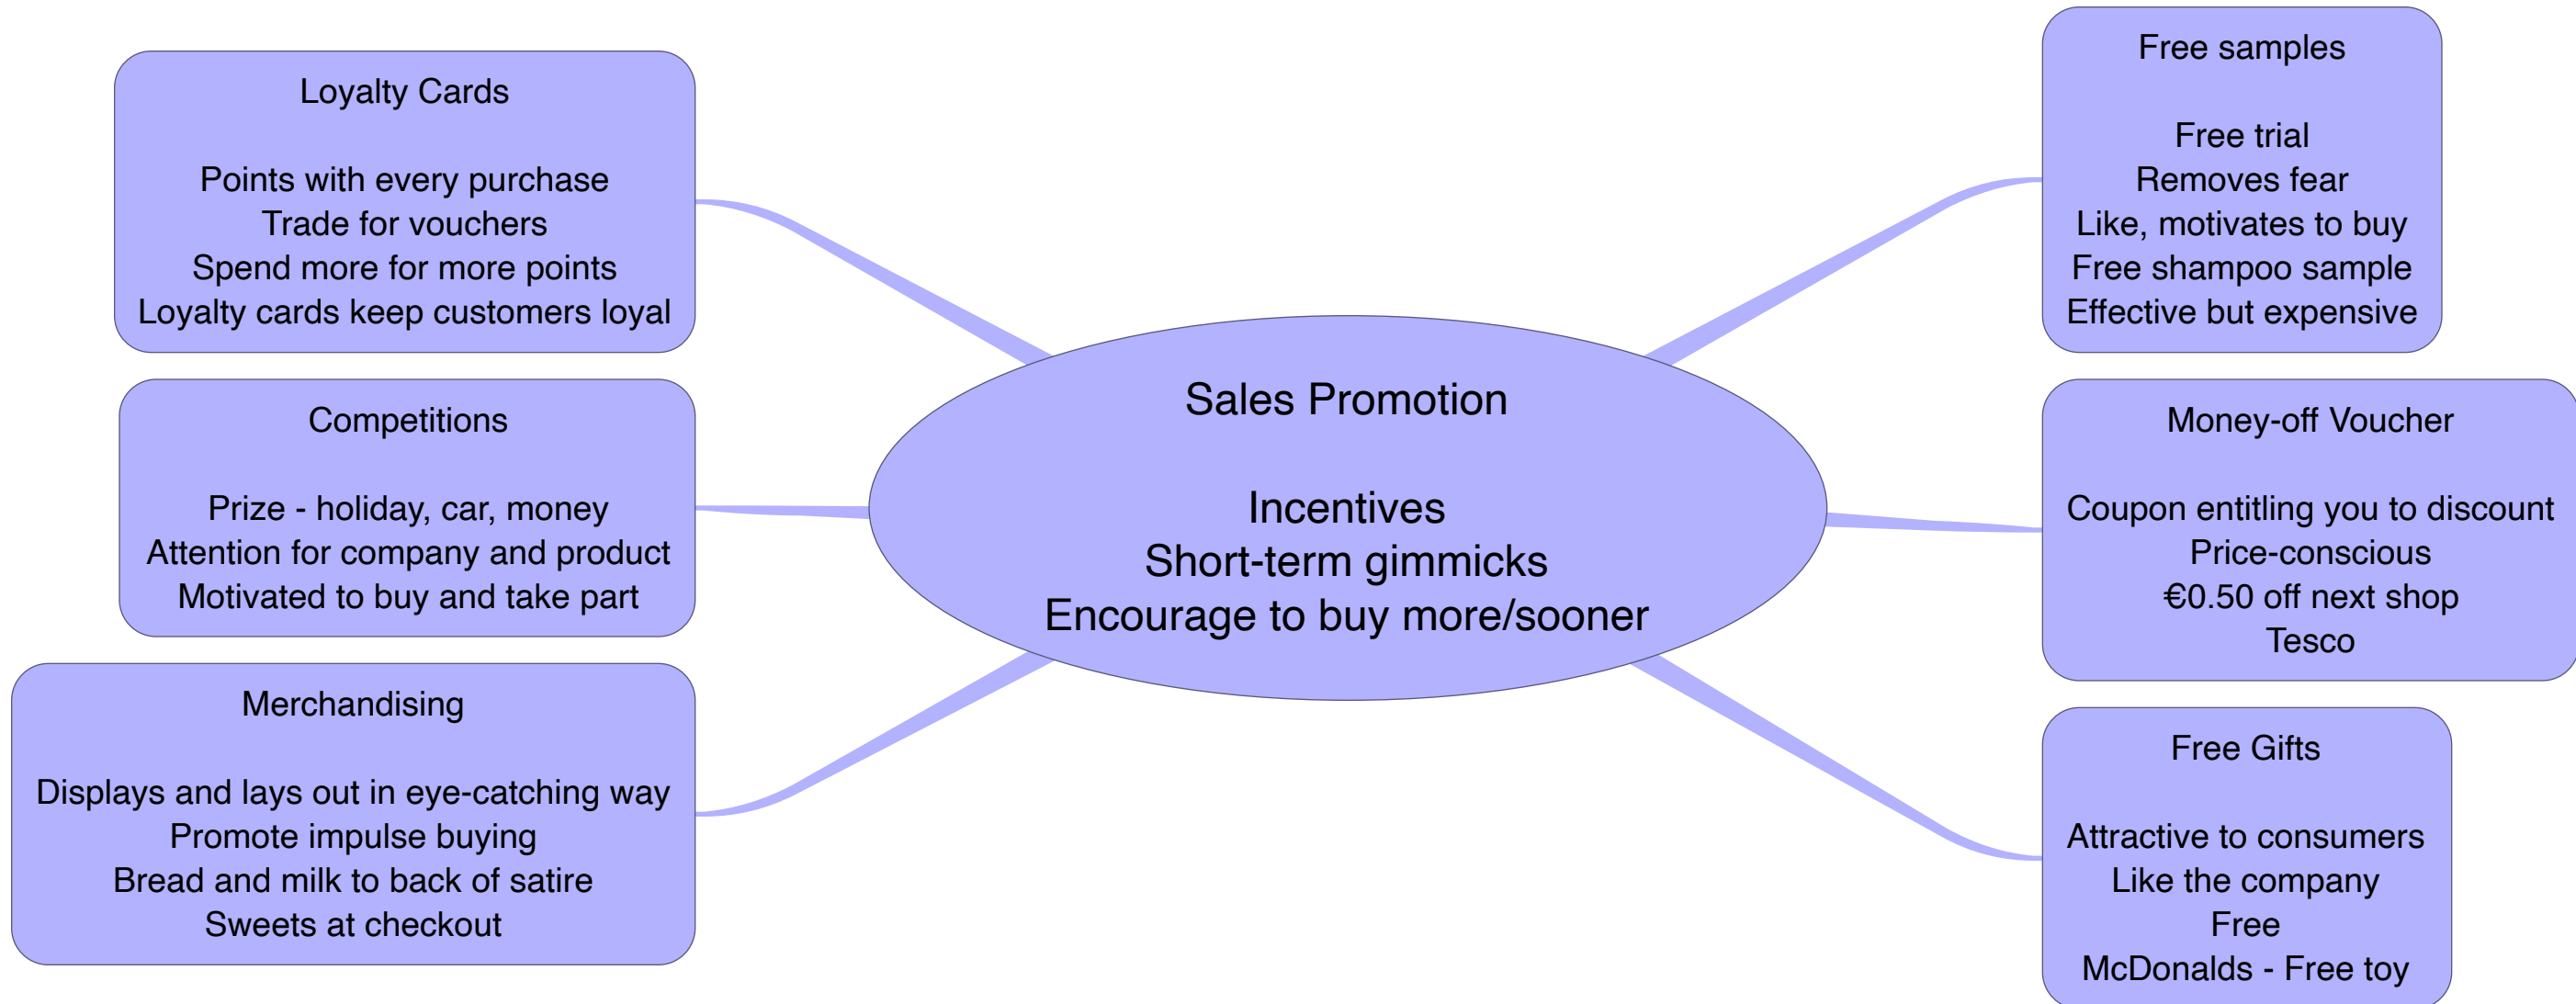 Loyalty Cards
Points with every purchase
Trade for vouchers
Spend more for more points
Loyalty cards keep customers loyal
Competitions
Prize - holiday, car, money
Attention for company and product
Motivated to buy and take part
Merchandising
Displays and lays out in eye-catching way
Promote impulse buying
Bread and milk to back of satire
Sweets at checkout
Sales Promotion
Incentives
Short-term gimmicks
Encourage to buy more/sooner
Free samples
Free trial
Removes fear
Like, motivates to buy
Free shampoo sample
Effective but expensive
Money-off Voucher
Coupon entitling you to discount
Price-conscious
€0.50 off next shop
Tesco
Free Gifts
Attractive to consumers
Like the company
Free
McDonalds - Free toy